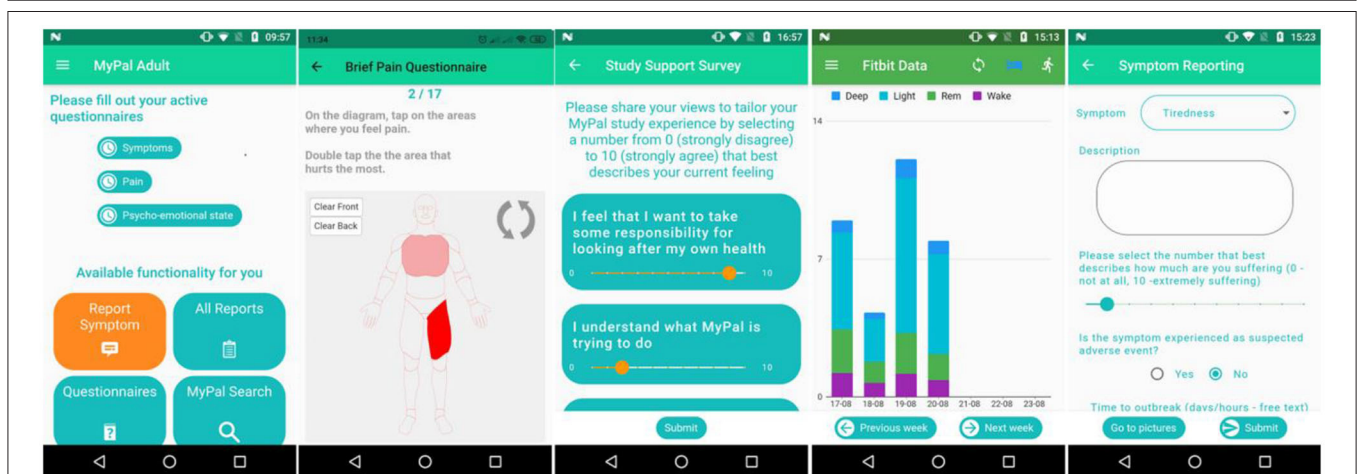 09:57
MyPal Adult
Please fill out your active
questionnaires
Symptoms
Pain
Psycho-emotional state
Available functionality for you
Report
Symptom
All Reports
Questionnaires
MyPal Search
11:34
Brief Pain Questionnaire
2 / 17
On the diagram, tap on the areas
where you feel pain.
Double tap the the area that
hurts the most.
Clear Front
Clear Back
16:57
Study Support Survey
Please share your views to tailor your
MyPal study experience by selecting
a number from 0 (strongly disagree)
to 10 (strongly agree) that best
describes your current feeling
I feel that I want to take
some responsibility for
looking after my own health
0 10
I understand what MyPal is
trying to do
0 10
Submit
15:13
Fitbit Data
Deep Light Rem Wake
14
7
0
17-08 18-08 19-08 20-08 21-08 22-08 23-08
Previous week Next week
15:23
Symptom Reporting
Symptom Tiredness
Description
Please select the number that best
describes how much are you suffering (0 -
not at all, 10 -extremely suffering)
Is the symptom experienced as suspected
adverse event?
Yes No
Time to outbreak (days/hours - free text)
Go to pictures Submit